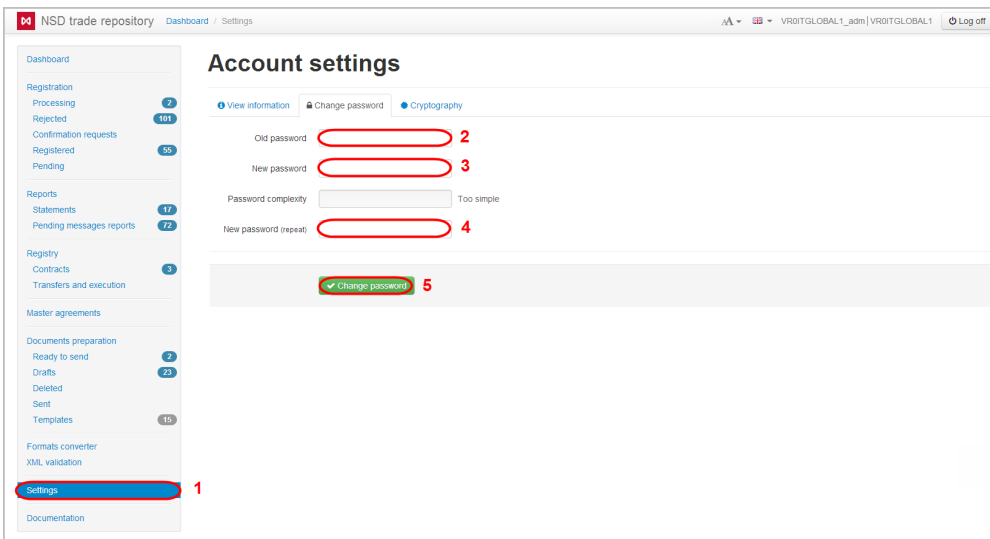 NSD trade repository Dashboard / Settings AA VR0ITGLOBAL1_adm | VR0ITGLOBAL1 Log off
Dashboard
Registration
Processing 2
Rejected 101
Confirmation requests
Registered 55
Pending
Reports
Statements 17
Pending messages reports 72
Registry
Contracts 3
Transfers and execution
Master agreements
Documents preparation
Ready to send 2
Drafts 23
Deleted
Sent
Templates 15
Formats converter
XML validation
Settings 1
Documentation
Account settings
View information Change password Cryptography
Old password 2
New password 3
Password complexity Too simple
New password (repeat) 4
Change password 5